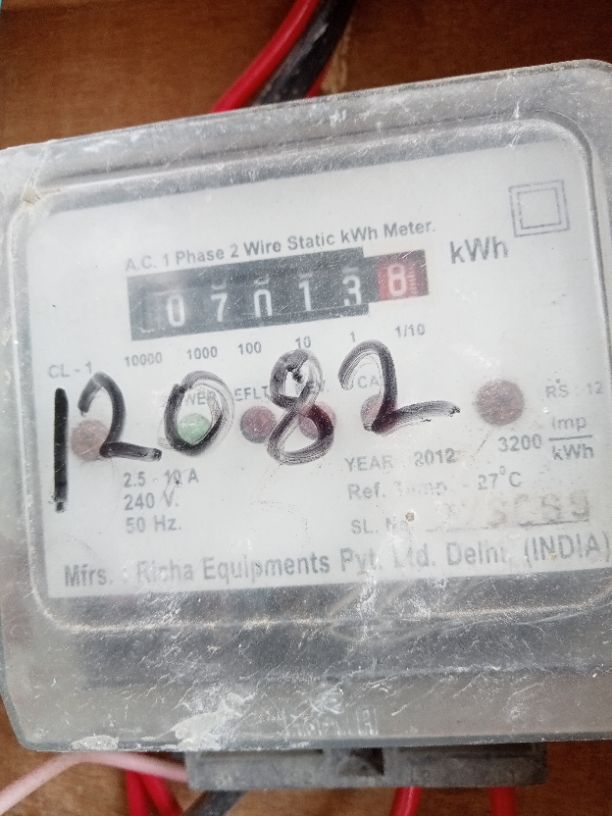 A.C. 1 Phase 2 Wire Static kWh Meter.
kWh
070138
10000 1000 100 10 1 1/10
CL - 1
12082
RS : 12
3200 Imp/kWh
2.5 - 10 A
240 V.
50 Hz.
YEAR 2012
Ref. Temp. - 27°C
SL. No.
Mfrs. : Richa Equipments Pvt. Ltd. Delhi. (INDIA)